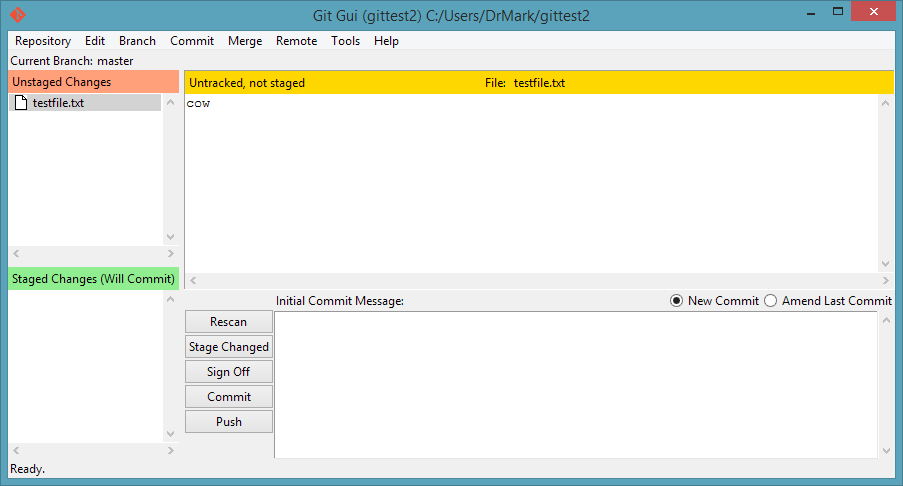 Git Gui (gittest2) C:/Users/DrMark/gittest2
Repository Edit Branch Commit Merge Remote Tools Help
Current Branch: master
Unstaged Changes
testfile.txt
Untracked, not staged File: testfile.txt
cow
Staged Changes (Will Commit)
Initial Commit Message: New Commit Amend Last Commit
Rescan
Stage Changed
Sign Off
Commit
Push
Ready.